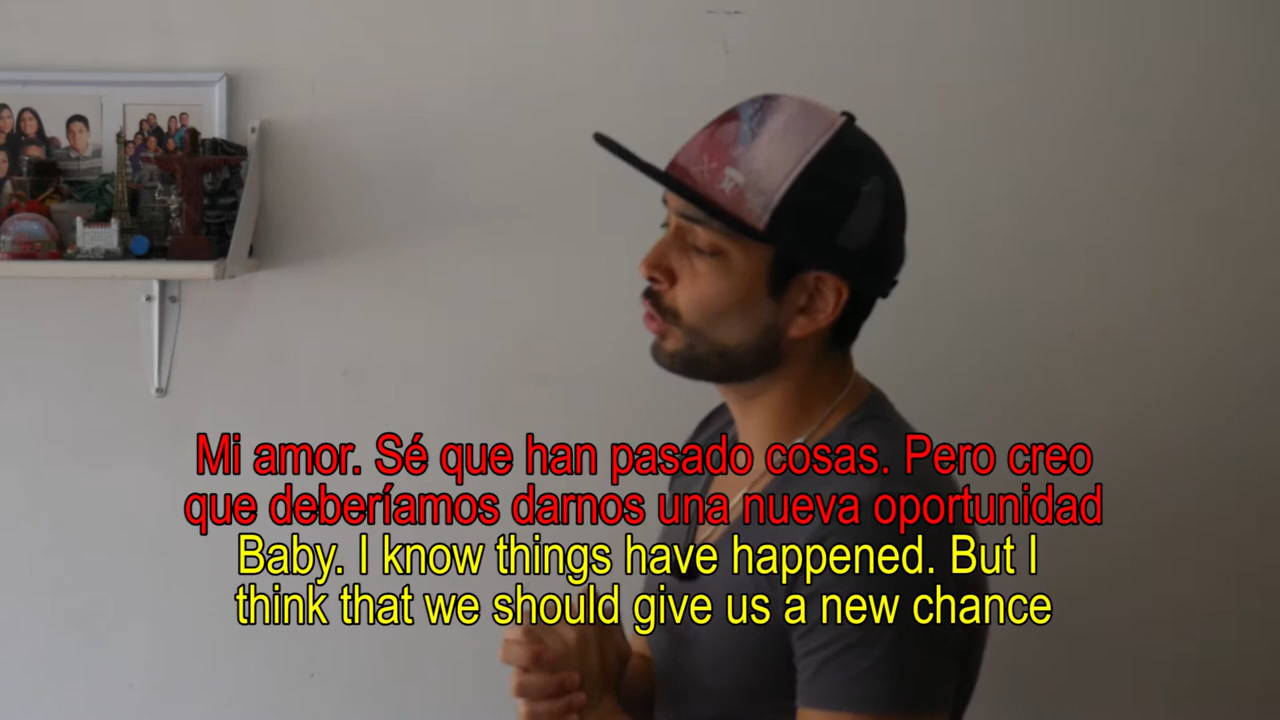 Mi amor. Sé que han pasado cosas. Pero creo
que deberíamos darnos una nueva oportunidad
Baby. I know things have happened. But I
think that we should give us a new chance